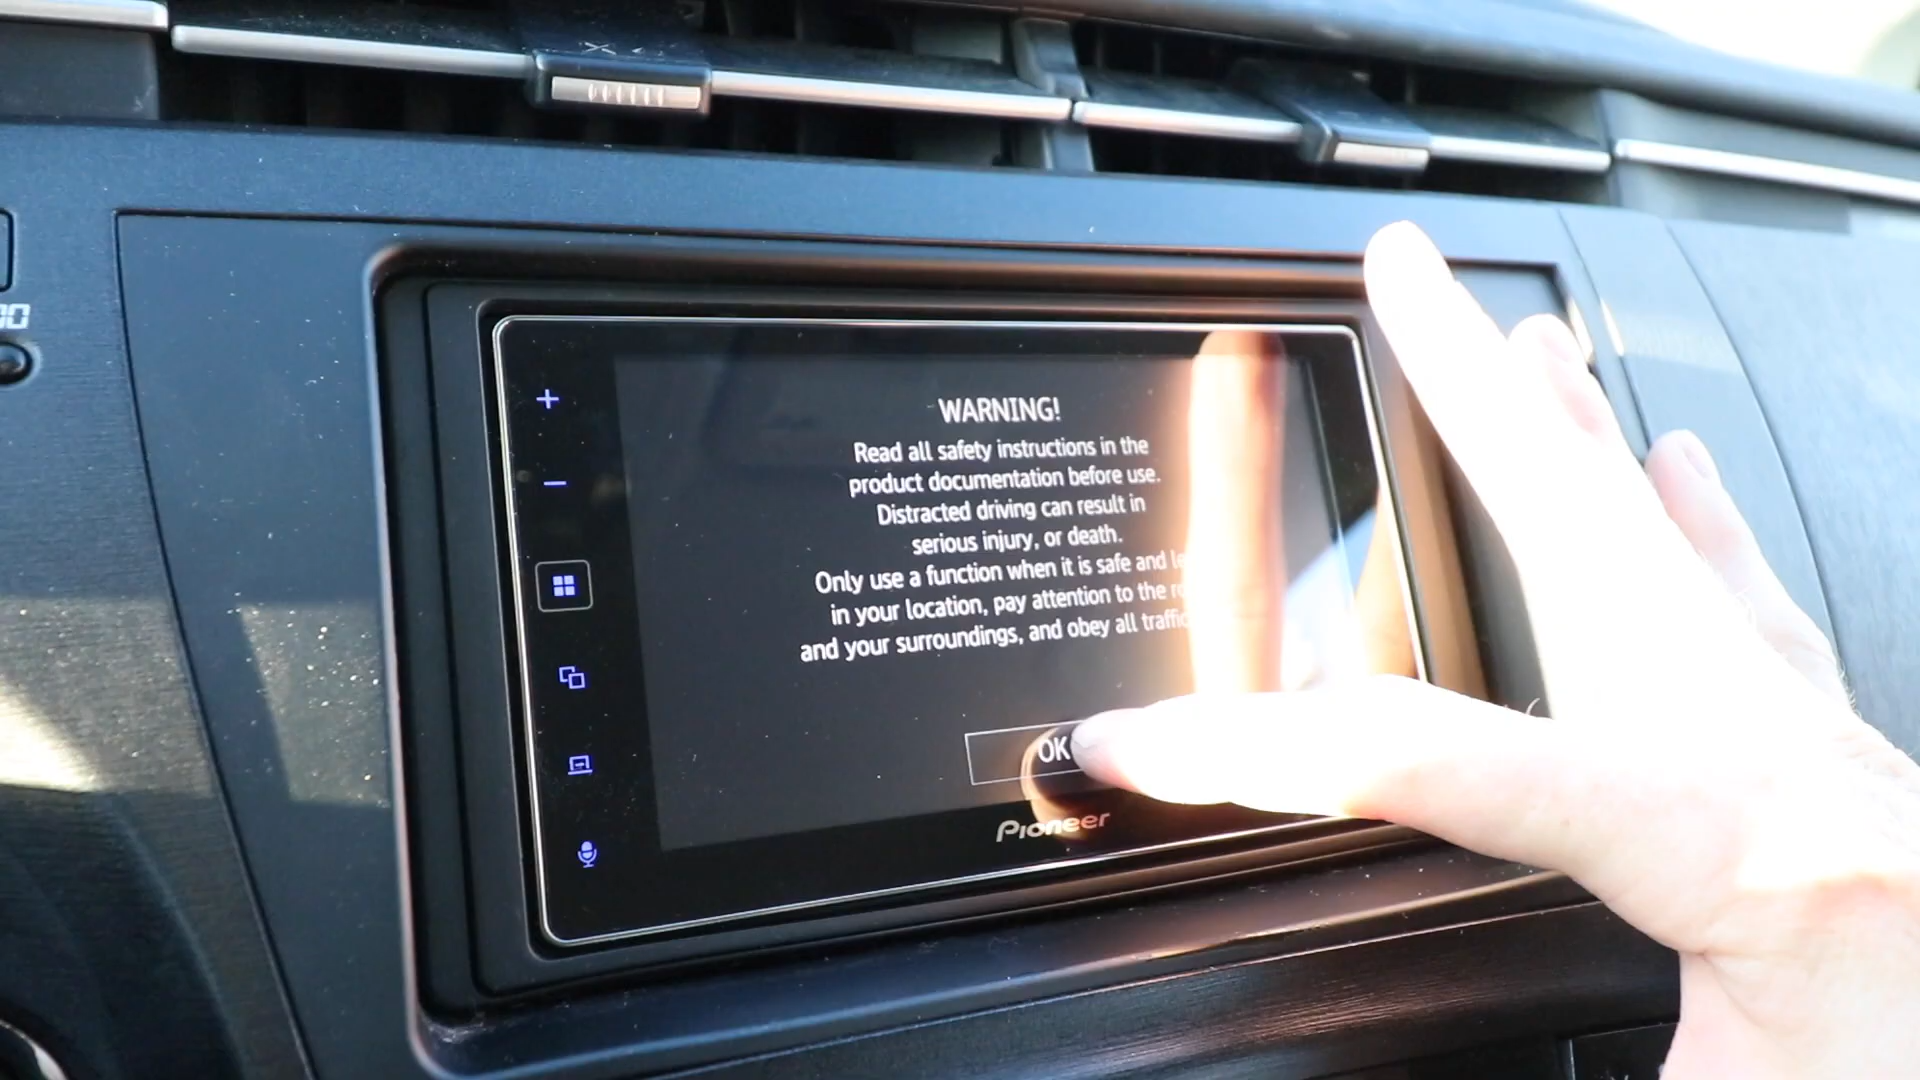 WARNING!
Read all safety instructions in the
product documentation before use.
Distracted driving can result in
serious injury, or death.
Only use a function when it is safe and
in your location, pay attention to the
and your surroundings, and obey all traffic
OK
Pioneer